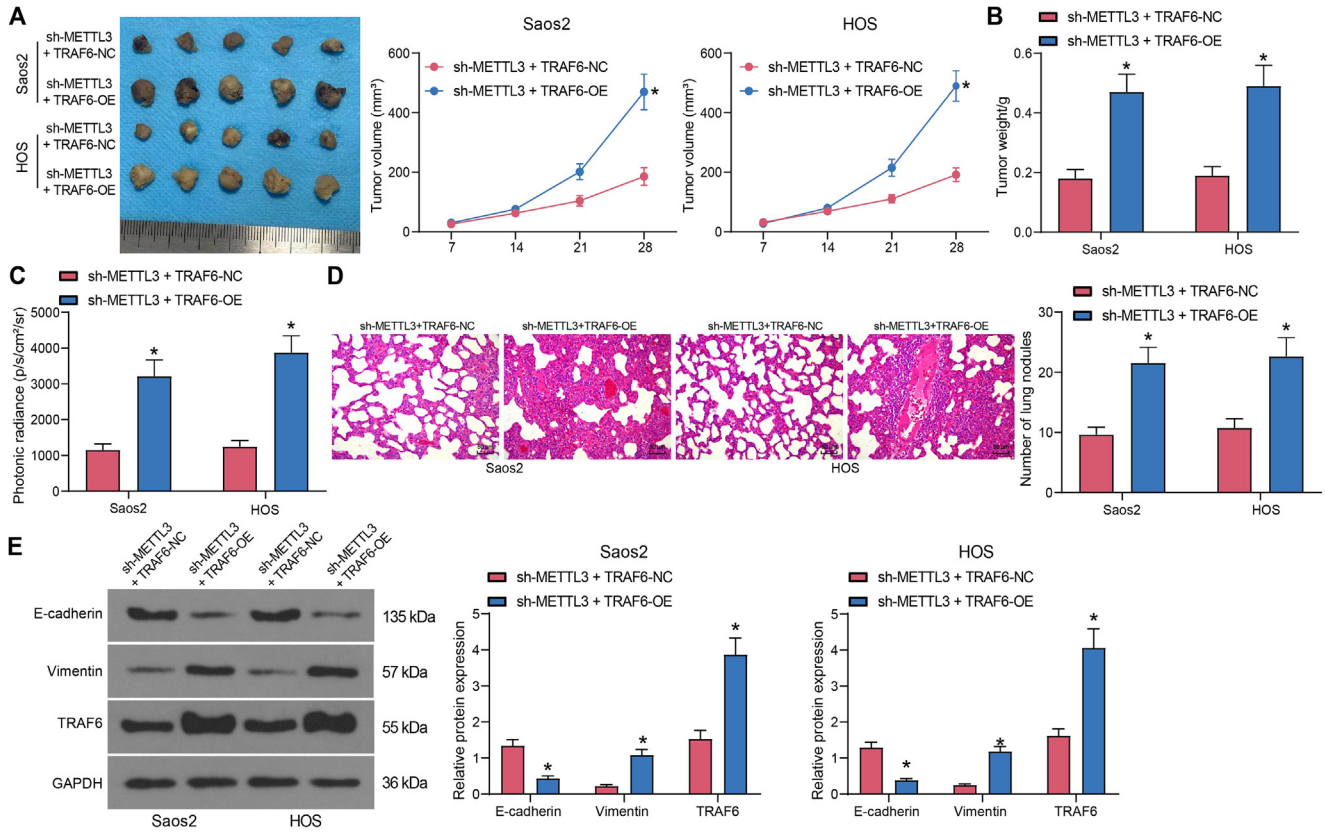 A
Saos2
sh-METTL3
+ TRAF6-NC
sh-METTL3
+ TRAF6-OE
HOS
sh-METTL3
+ TRAF6-NC
sh-METTL3
+ TRAF6-OE
Saos2
sh-METTL3 + TRAF6-NC
sh-METTL3 + TRAF6-OE
*
Tumor volume (mm³)
600
400
200
0
7 14 21 28
HOS
sh-METTL3 + TRAF6-NC
sh-METTL3 + TRAF6-OE
*
Tumor volume (mm³)
600
400
200
0
7 14 21 28
B
sh-METTL3 + TRAF6-NC
sh-METTL3 + TRAF6-OE
* *
Tumor weight/g
0.6
0.4
0.2
0.0
Saos2 HOS
C
sh-METTL3 + TRAF6-NC
sh-METTL3 + TRAF6-OE
* *
Photonic radiance (p/s/cm²/sr)
5000
4000
3000
2000
1000
0
Saos2 HOS
D
sh-METTL3+TRAF6-NC sh-METTL3+TRAF6-OE sh-METTL3+TRAF6-NC sh-METTL3+TRAF6-OE
Saos2 HOS
sh-METTL3 + TRAF6-NC
sh-METTL3 + TRAF6-OE
* *
Number of lung nodules
30
20
10
0
Saos2 HOS
E
sh-METTL3
+ TRAF6-NC
sh-METTL3
+ TRAF6-OE
sh-METTL3
+ TRAF6-NC
sh-METTL3
+ TRAF6-OE
E-cadherin 135 kDa
Vimentin 57 kDa
TRAF6 55 kDa
GAPDH 36 kDa
Saos2 HOS
Saos2
sh-METTL3 + TRAF6-NC
sh-METTL3 + TRAF6-OE
* * *
Relative protein expression
5
4
3
2
1
0
E-cadherin Vimentin TRAF6
HOS
sh-METTL3 + TRAF6-NC
sh-METTL3 + TRAF6-OE
* * *
Relative protein expression
5
4
3
2
1
0
E-cadherin Vimentin TRAF6